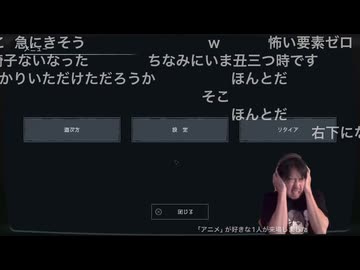 こ 急にきそう
w
怖い要素ゼロ
椅子ないなった
ちなみにいま丑三つ時です
かりいただけただろうか
ほんとだ
そこ
ほんとだ
右下にな
設 定
リタイア
閉じる
「アニメ」が好きな1人が来場しました